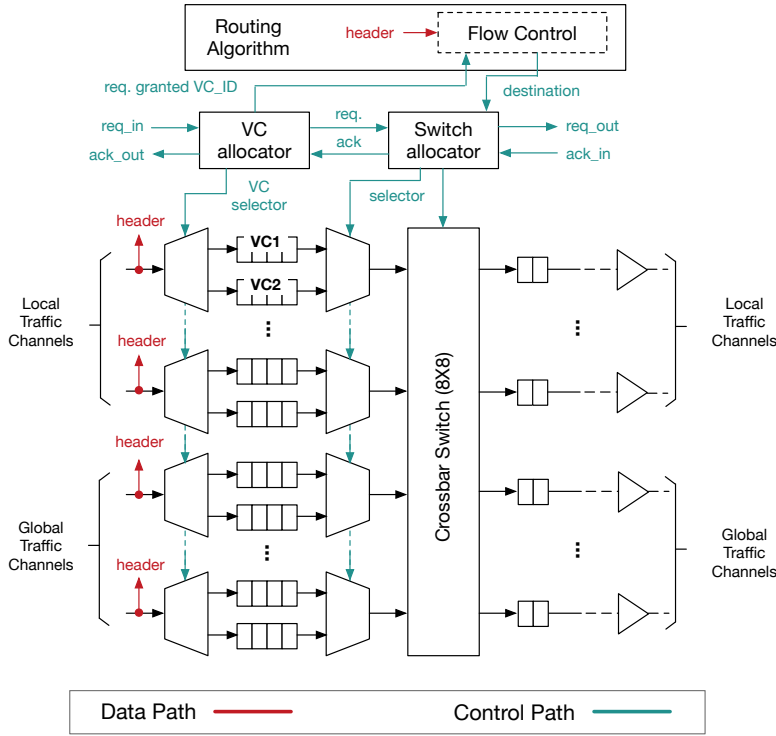 Routing
Algorithm
header
Flow Control
req. granted VC_ID
destination
req_in
ack_out
VC
allocator
req.
ack
Switch
allocator
req_out
ack_in
VC
selector
selector
header
VC1
VC2
...
header
Local
Traffic
Channels
header
...
header
Global
Traffic
Channels
Crossbar Switch (8X8)
...
Local
Traffic
Channels
...
Global
Traffic
Channels
Data Path
Control Path